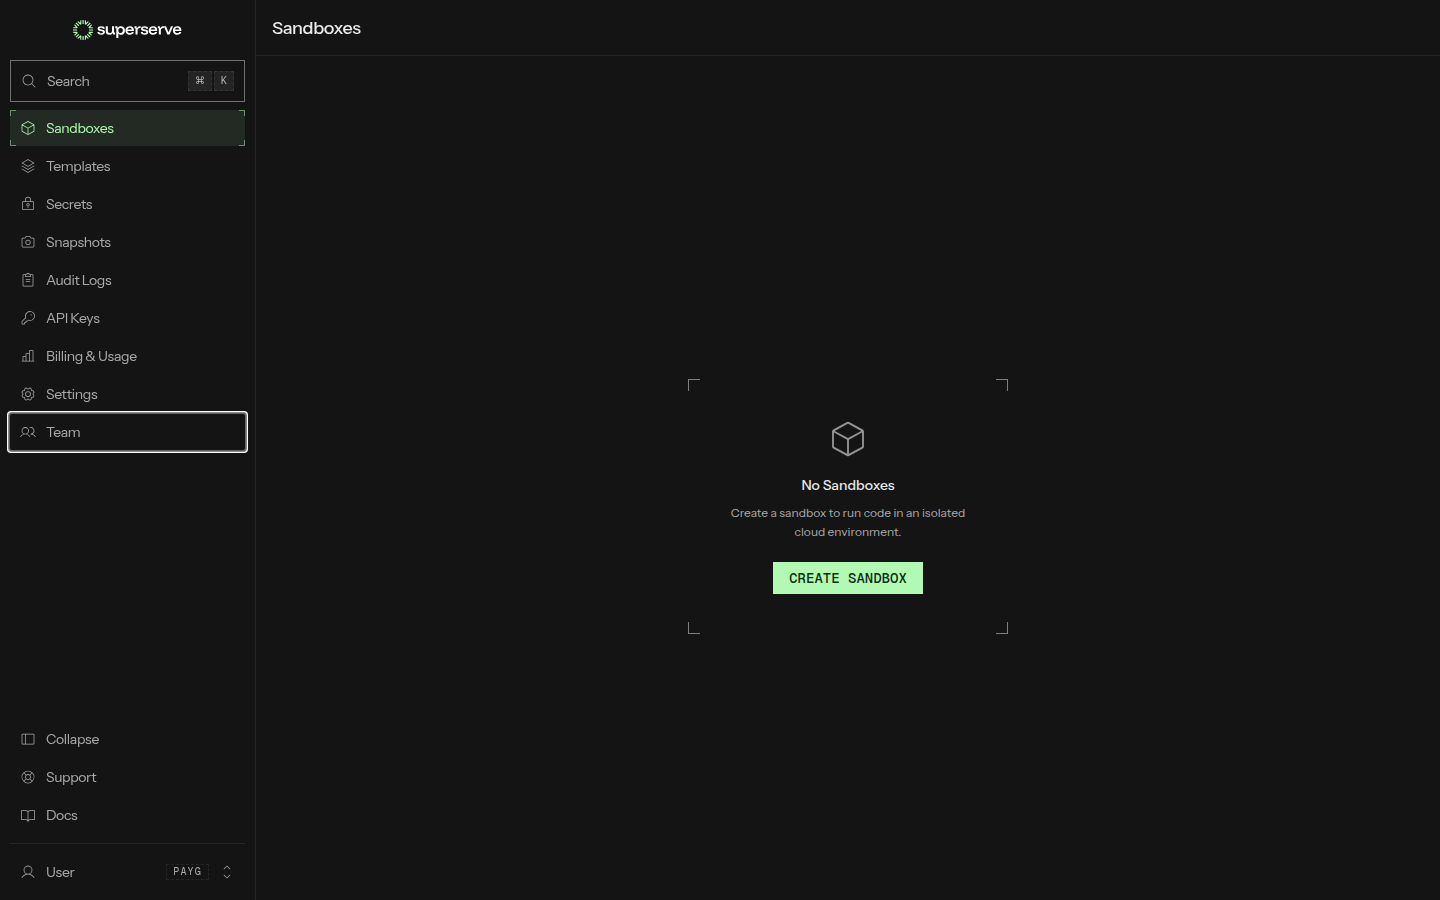 superserve
Search ⌘ K
Sandboxes
Templates
Secrets
Snapshots
Audit Logs
API Keys
Billing & Usage
Settings
Team
Collapse
Support
Docs
User PAYG
Sandboxes
No Sandboxes
Create a sandbox to run code in an isolated
cloud environment.
CREATE SANDBOX